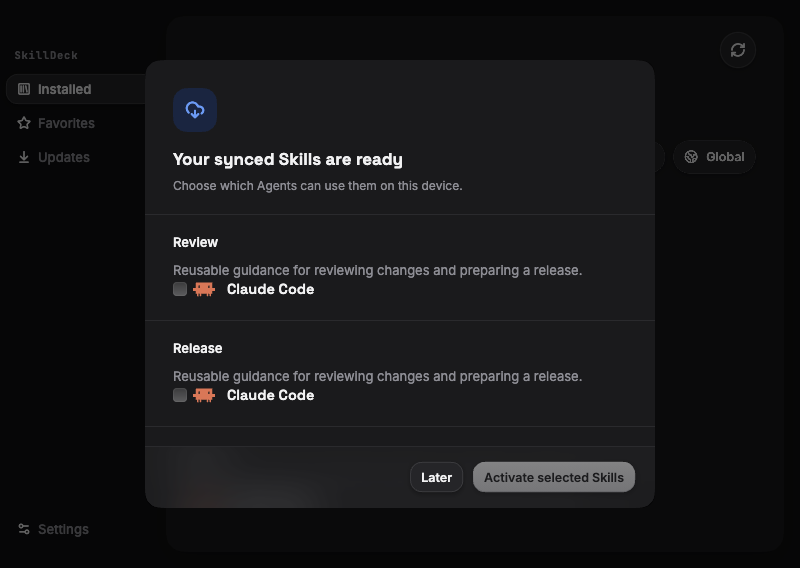 SkillDeck
Installed
Favorites
Updates
Global
Your synced Skills are ready
Choose which Agents can use them on this device.
Review
Reusable guidance for reviewing changes and preparing a release.
Claude Code
Release
Reusable guidance for reviewing changes and preparing a release.
Claude Code
Later
Activate selected Skills
Settings